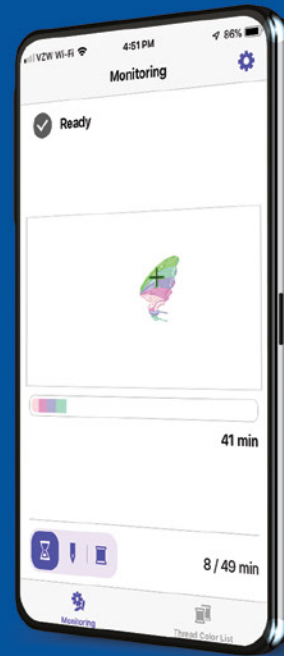 VZW Wi-Fi 4:51 PM 86%
Monitoring
Ready
41 min
8 / 49 min
Monitoring
Thread Color List